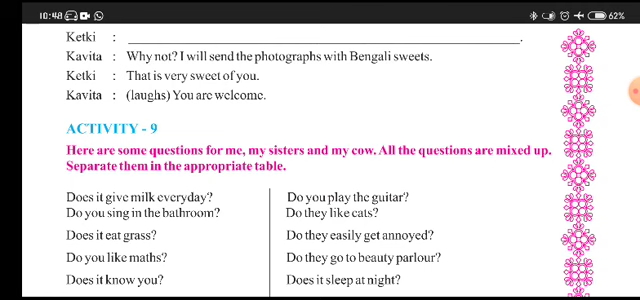 10:48 62%
Ketki : ______________________________.
Kavita : Why not? I will send the photographs with Bengali sweets.
Ketki : That is very sweet of you.
Kavita : (laughs) You are welcome.
ACTIVITY - 9
Here are some questions for me, my sisters and my cow. All the questions are mixed up.
Separate them in the appropriate table.
Does it give milk everyday? Do you play the guitar?
Do you sing in the bathroom? Do they like cats?
Does it eat grass? Do they easily get annoyed?
Do you like maths? Do they go to beauty parlour?
Does it know you? Does it sleep at night?